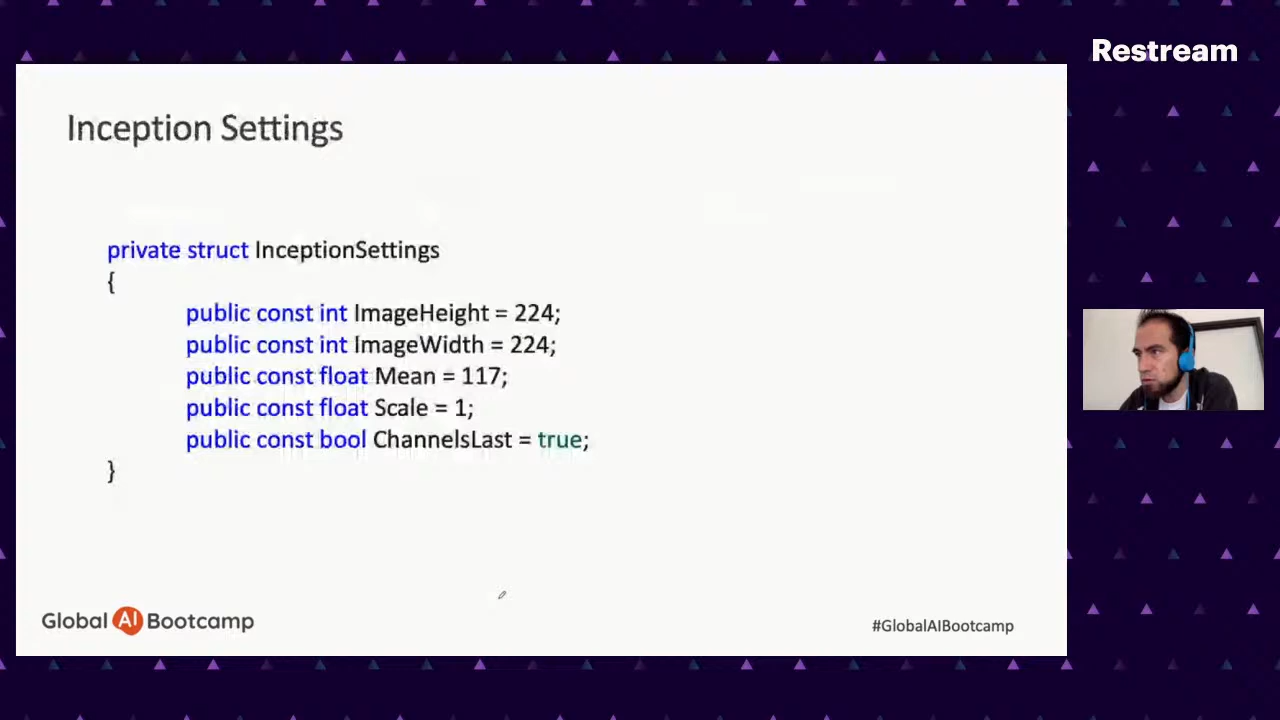 Restream
Inception Settings
private struct InceptionSettings
{
public const int ImageHeight = 224;
public const int ImageWidth = 224;
public const float Mean = 117;
public const float Scale = 1;
public const bool ChannelsLast = true;
}
Global AI Bootcamp
#GlobalAIBootcamp